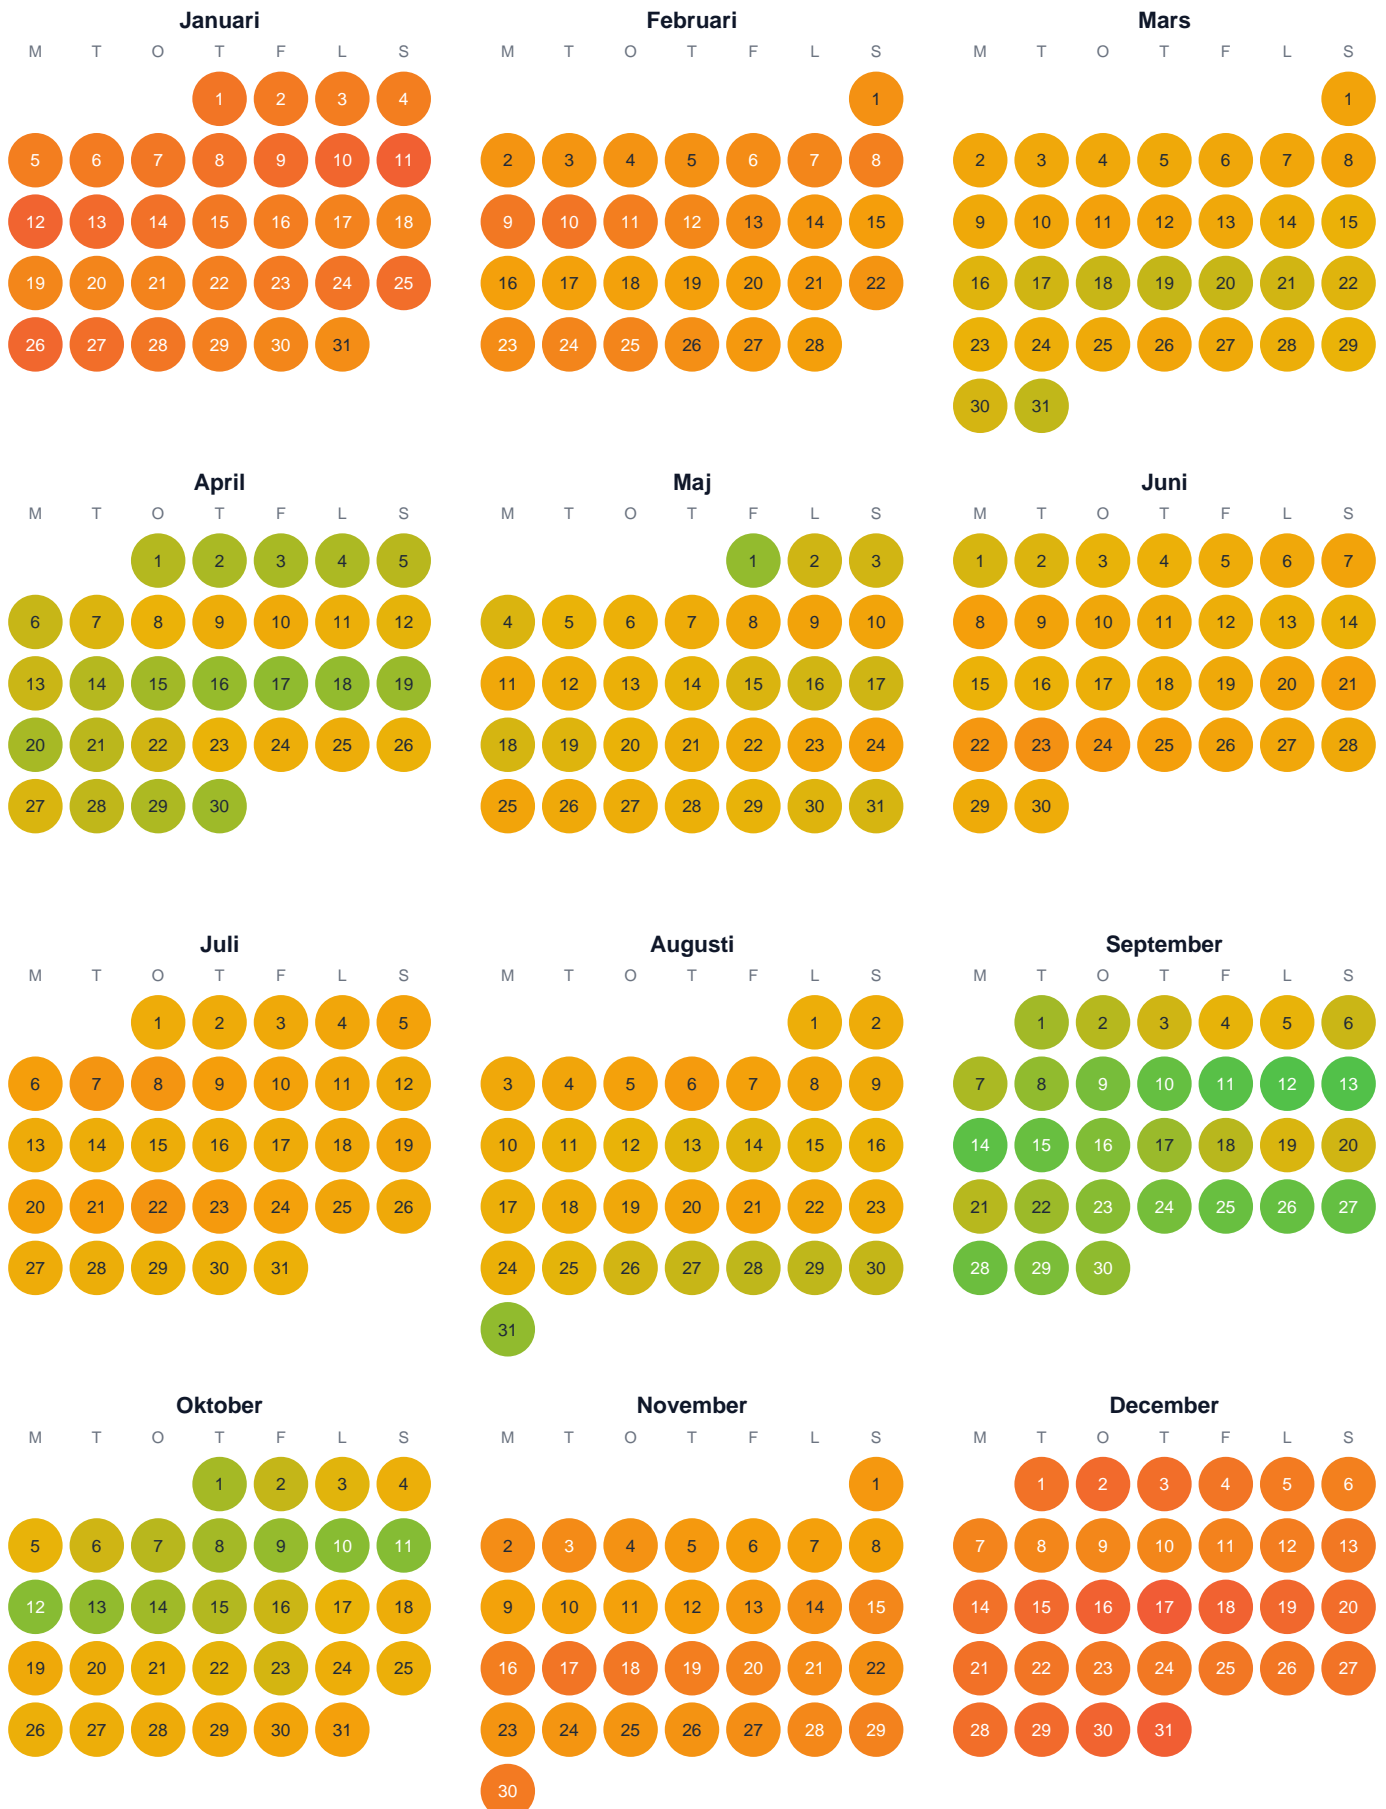 Januari Februari Mars
M T O T F L S M T O T F L S M T O T F L S
1 2 3 4 1 1
5 6 7 8 9 10 11 2 3 4 5 6 7 8 2 3 4 5 6 7 8
12 13 14 15 16 17 18 9 10 11 12 13 14 15 9 10 11 12 13 14 15
19 20 21 22 23 24 25 16 17 18 19 20 21 22 16 17 18 19 20 21 22
26 27 28 29 30 31 23 24 25 26 27 28 23 24 25 26 27 28 29
30 31
April Maj Juni
M T O T F L S M T O T F L S M T O T F L S
1 2 3 4 5 1 2 3 1 2 3 4 5 6 7
6 7 8 9 10 11 12 4 5 6 7 8 9 10 8 9 10 11 12 13 14
13 14 15 16 17 18 19 11 12 13 14 15 16 17 15 16 17 18 19 20 21
20 21 22 23 24 25 26 18 19 20 21 22 23 24 22 23 24 25 26 27 28
27 28 29 30 25 26 27 28 29 30 31 29 30
Juli Augusti September
M T O T F L S M T O T F L S M T O T F L S
1 2 3 4 5 1 2 1 2 3 4 5 6
6 7 8 9 10 11 12 3 4 5 6 7 8 9 7 8 9 10 11 12 13
13 14 15 16 17 18 19 10 11 12 13 14 15 16 14 15 16 17 18 19 20
20 21 22 23 24 25 26 17 18 19 20 21 22 23 21 22 23 24 25 26 27
27 28 29 30 31 24 25 26 27 28 29 30 28 29 30
31
Oktober November December
M T O T F L S M T O T F L S M T O T F L S
1 2 3 4 1 1 2 3 4 5 6
5 6 7 8 9 10 11 2 3 4 5 6 7 8 7 8 9 10 11 12 13
12 13 14 15 16 17 18 9 10 11 12 13 14 15 14 15 16 17 18 19 20
19 20 21 22 23 24 25 16 17 18 19 20 21 22 21 22 23 24 25 26 27
26 27 28 29 30 31 23 24 25 26 27 28 29 28 29 30 31
30